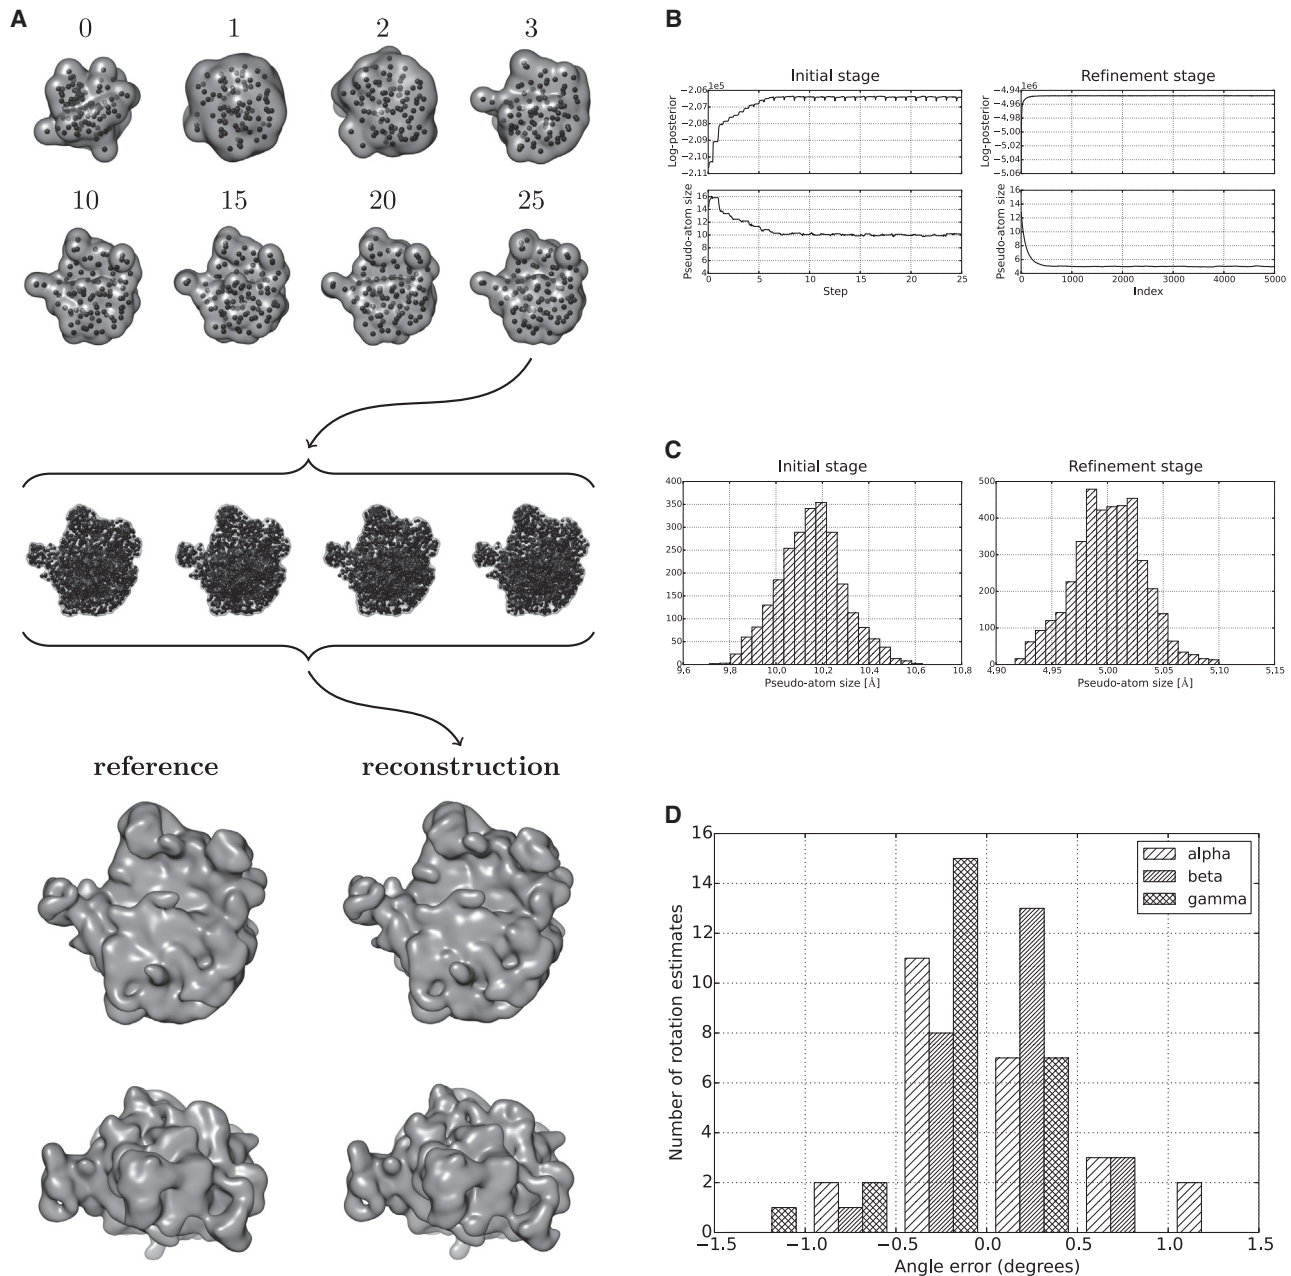 A
0 1 2 3
10 15 20 25
reference reconstruction
B
Initial stage
−2.06 1e5
−2.07
−2.08
−2.09
−2.10
−2.11
Log-posterior
16
14
12
10
8
6
4
Pseudo-atom size
0 5 10 15 20 25
Step
Refinement stage
−4.94 1e6
−4.96
−4.98
−5.00
−5.02
−5.04
−5.06
Log-posterior
16
14
12
10
8
6
4
Pseudo-atom size
0 1000 2000 3000 4000 5000
Index
C
Initial stage
400
350
300
250
200
150
100
50
0
9.6 9.8 10.0 10.2 10.4 10.6 10.8
Pseudo-atom size [Å]
Refinement stage
500
400
300
200
100
4.90 4.95 5.00 5.05 5.10 5.15
Pseudo-atom size [Å]
D
16
14
12
10
8
6
4
2
0
Number of rotation estimates
alpha
beta
gamma
−1.5 −1.0 −0.5 0.0 0.5 1.0 1.5
Angle error (degrees)